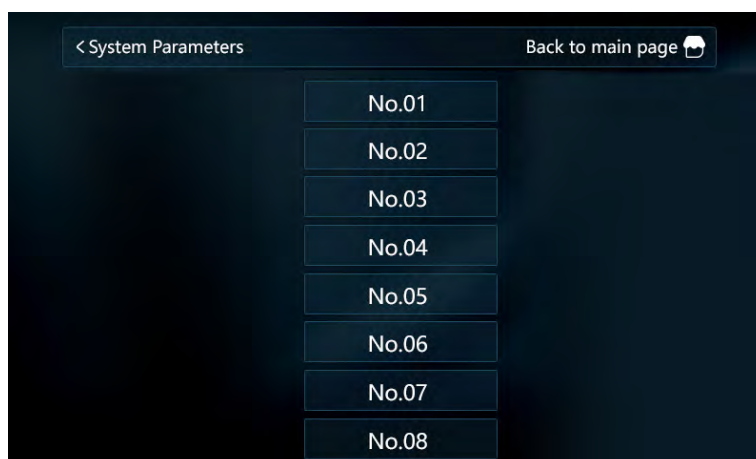 < System Parameters
Back to main page
No.01
No.02
No.03
No.04
No.05
No.06
No.07
No.08